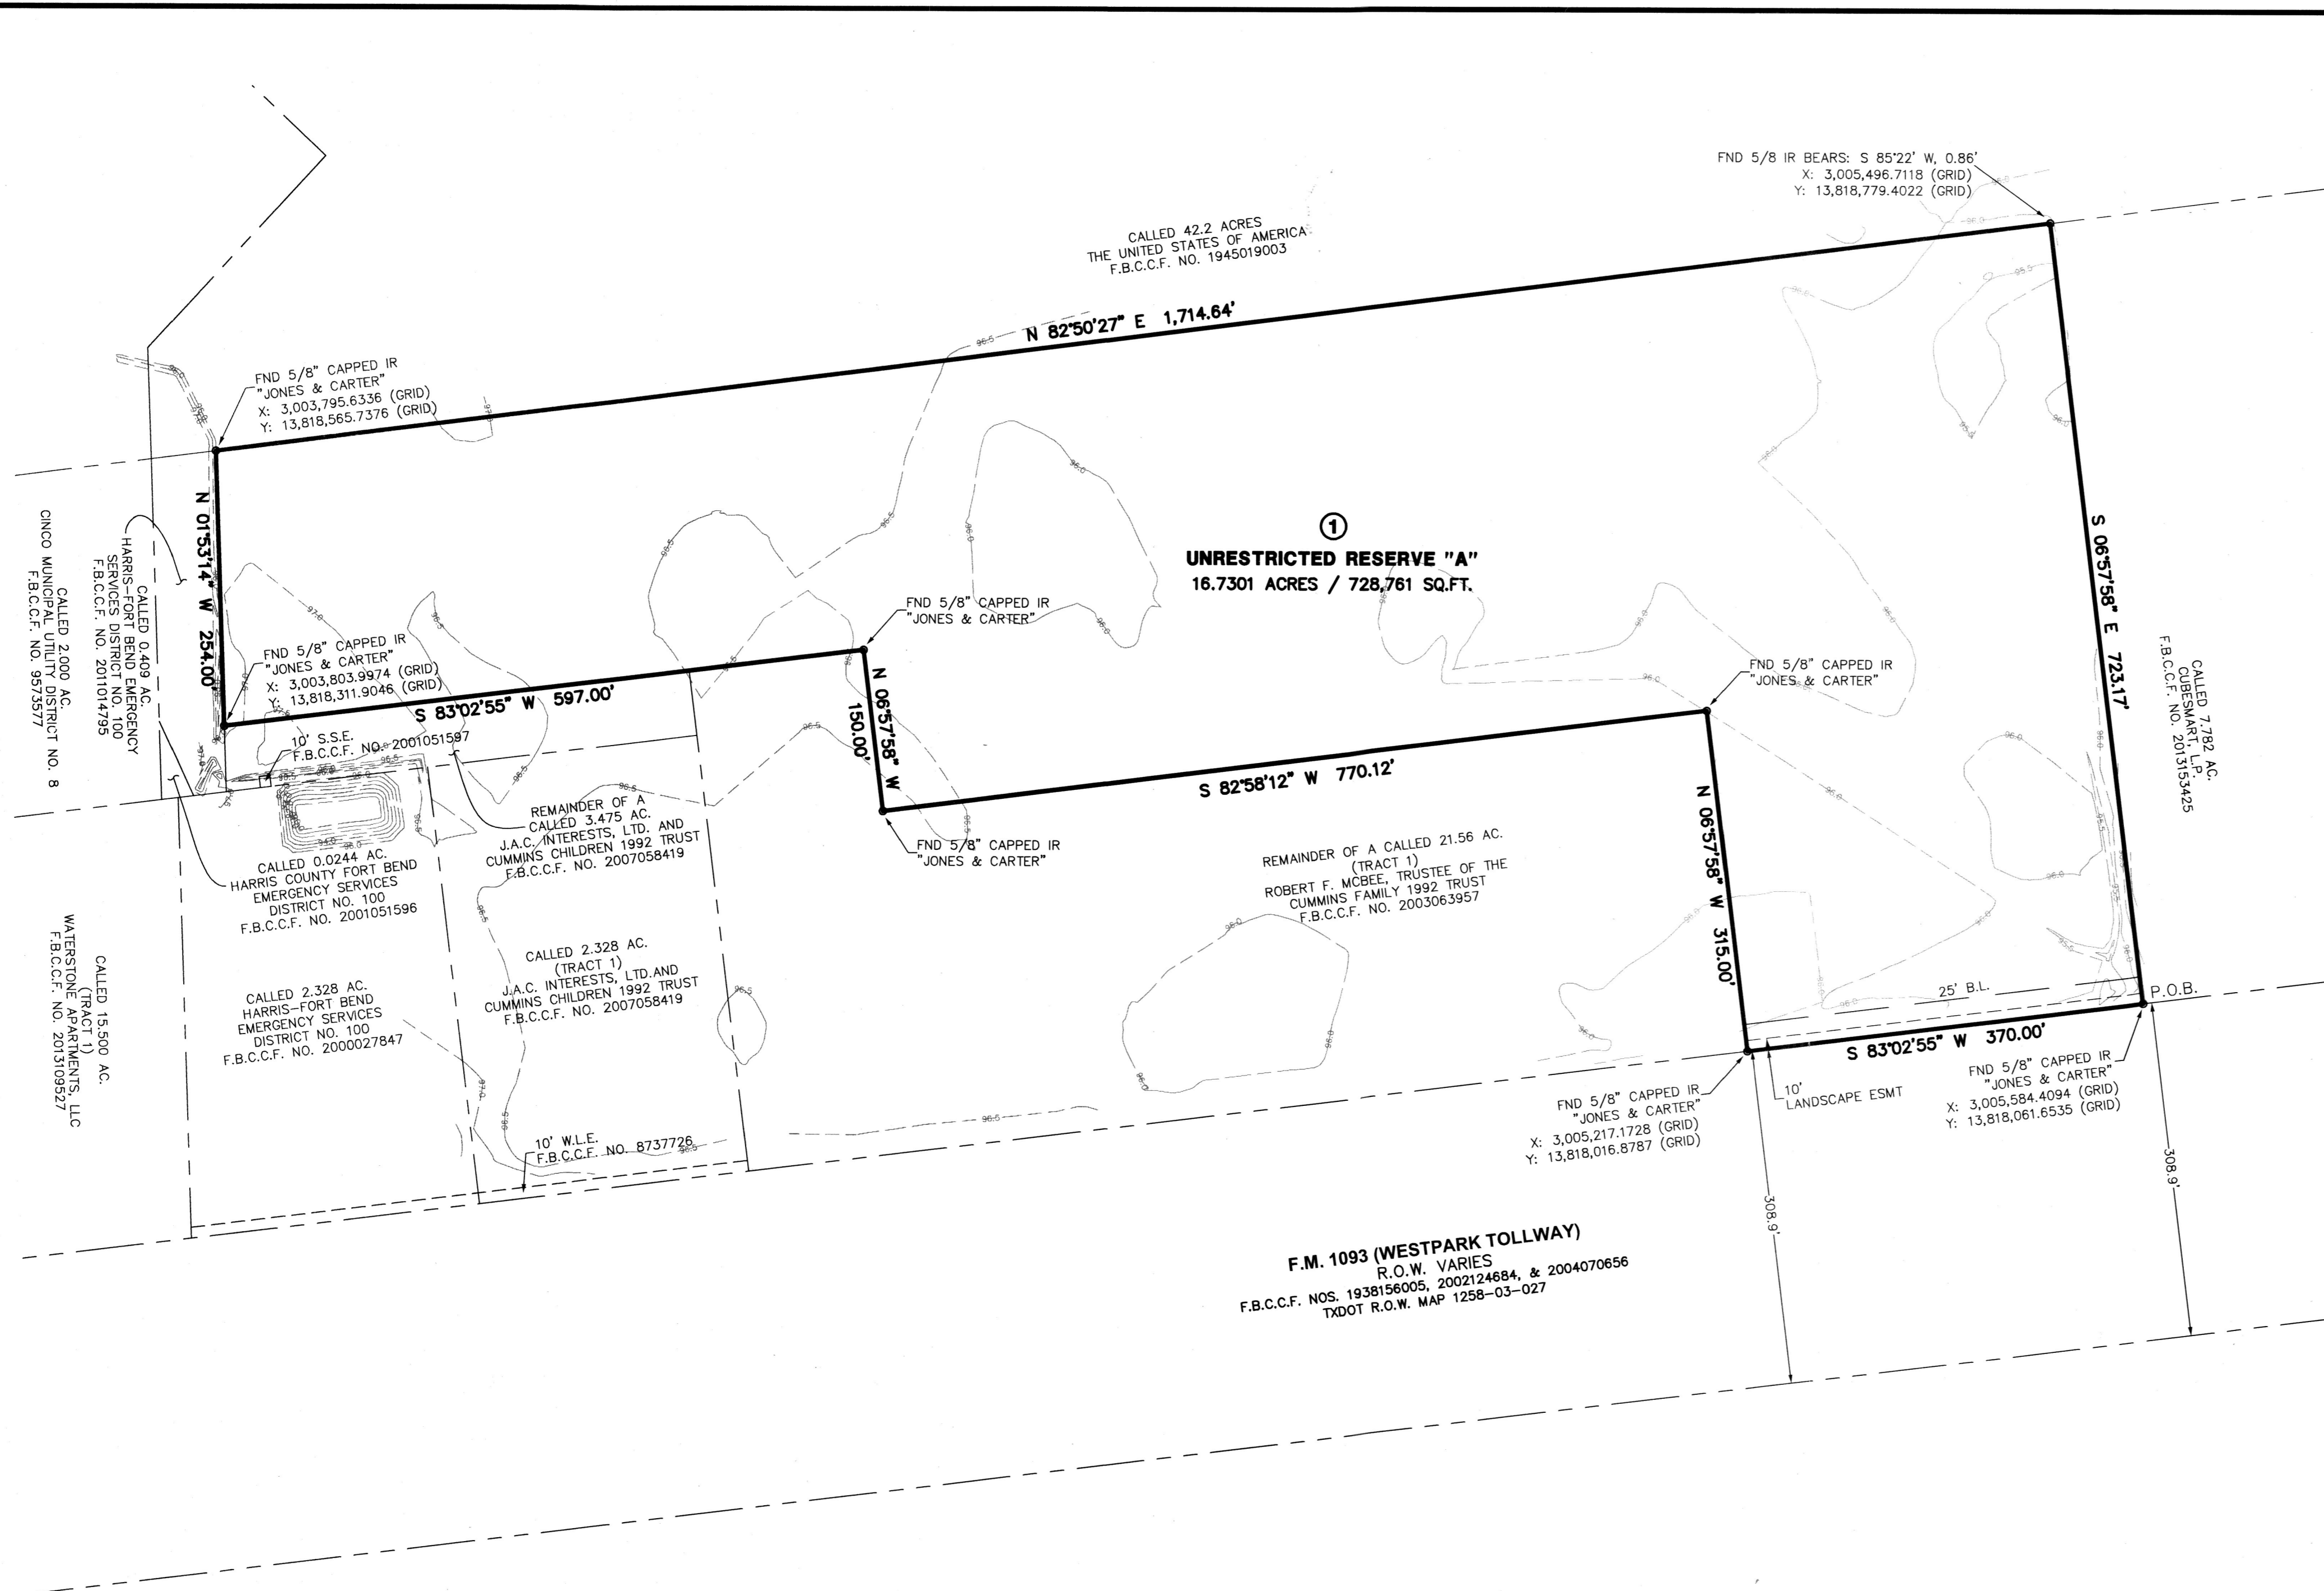 FND 5/8 IR BEARS: S 85°22' W, 0.86'
X: 3,005,496.7118 (GRID)
Y: 13,818,779.4022 (GRID)
CALLED 42.2 ACRES
THE UNITED STATES OF AMERICA
F.B.C.C.F. NO. 1945019003
N 82°50'27" E 1,714.64'
FND 5/8" CAPPED IR
"JONES & CARTER"
X: 3,003,795.6336 (GRID)
Y: 13,818,565.7376 (GRID)
N 01°53'14" W 254.00'
CALLED 0.409 AC.
HARRIS-FORT BEND EMERGENCY
SERVICES DISTRICT NO. 100
F.B.C.C.F. NO. 2011014795
CALLED 2.000 AC.
CINCO MUNICIPAL UTILITY DISTRICT NO. 8
F.B.C.C.F. NO. 9573577
1
UNRESTRICTED RESERVE "A"
16.7301 ACRES / 728,761 SQ.FT.
S 06°57'58" E 723.17'
CALLED 7.782 AC.
CUBESMART, L.P.
F.B.C.C.F. NO. 2013153425
FND 5/8" CAPPED IR
"JONES & CARTER"
X: 3,003,803.9974 (GRID)
Y: 13,818,311.9046 (GRID)
S 83°02'55" W 597.00'
FND 5/8" CAPPED IR
"JONES & CARTER"
N 06°57'58" W
150.00'
FND 5/8" CAPPED IR
"JONES & CARTER"
S 82°58'12" W 770.12'
FND 5/8" CAPPED IR
"JONES & CARTER"
N 06°57'58" W 315.00'
10' S.S.E.
F.B.C.C.F. NO. 2001051597
REMAINDER OF A
CALLED 3.475 AC.
J.A.C. INTERESTS, LTD. AND
CUMMINS CHILDREN 1992 TRUST
F.B.C.C.F. NO. 2007058419
CALLED 0.0244 AC.
HARRIS COUNTY FORT BEND
EMERGENCY SERVICES
DISTRICT NO. 100
F.B.C.C.F. NO. 2001051596
REMAINDER OF A CALLED 21.56 AC.
(TRACT 1)
ROBERT F. MCBEE, TRUSTEE OF THE
CUMMINS FAMILY 1992 TRUST
F.B.C.C.F. NO. 2003063957
CALLED 15.500 AC.
(TRACT 1)
WATERSTONE APARTMENTS, LLC
F.B.C.C.F. NO. 2013109527
CALLED 2.328 AC.
HARRIS-FORT BEND
EMERGENCY SERVICES
DISTRICT NO. 100
F.B.C.C.F. NO. 2000027847
CALLED 2.328 AC.
(TRACT 1)
J.A.C. INTERESTS, LTD.AND
CUMMINS CHILDREN 1992 TRUST
F.B.C.C.F. NO. 2007058419
10' W.L.E.
F.B.C.C.F. NO. 8737726
25' B.L.
P.O.B.
S 83°02'55" W 370.00'
10'
LANDSCAPE ESMT
FND 5/8" CAPPED IR
"JONES & CARTER"
X: 3,005,584.4094 (GRID)
Y: 13,818,061.6535 (GRID)
FND 5/8" CAPPED IR
"JONES & CARTER"
X: 3,005,217.1728 (GRID)
Y: 13,818,016.8787 (GRID)
308.9'
308.9'
F.M. 1093 (WESTPARK TOLLWAY)
R.O.W. VARIES
F.B.C.C.F. NOS. 1938156005, 2002124684, & 2004070656
TXDOT R.O.W. MAP 1258-03-027